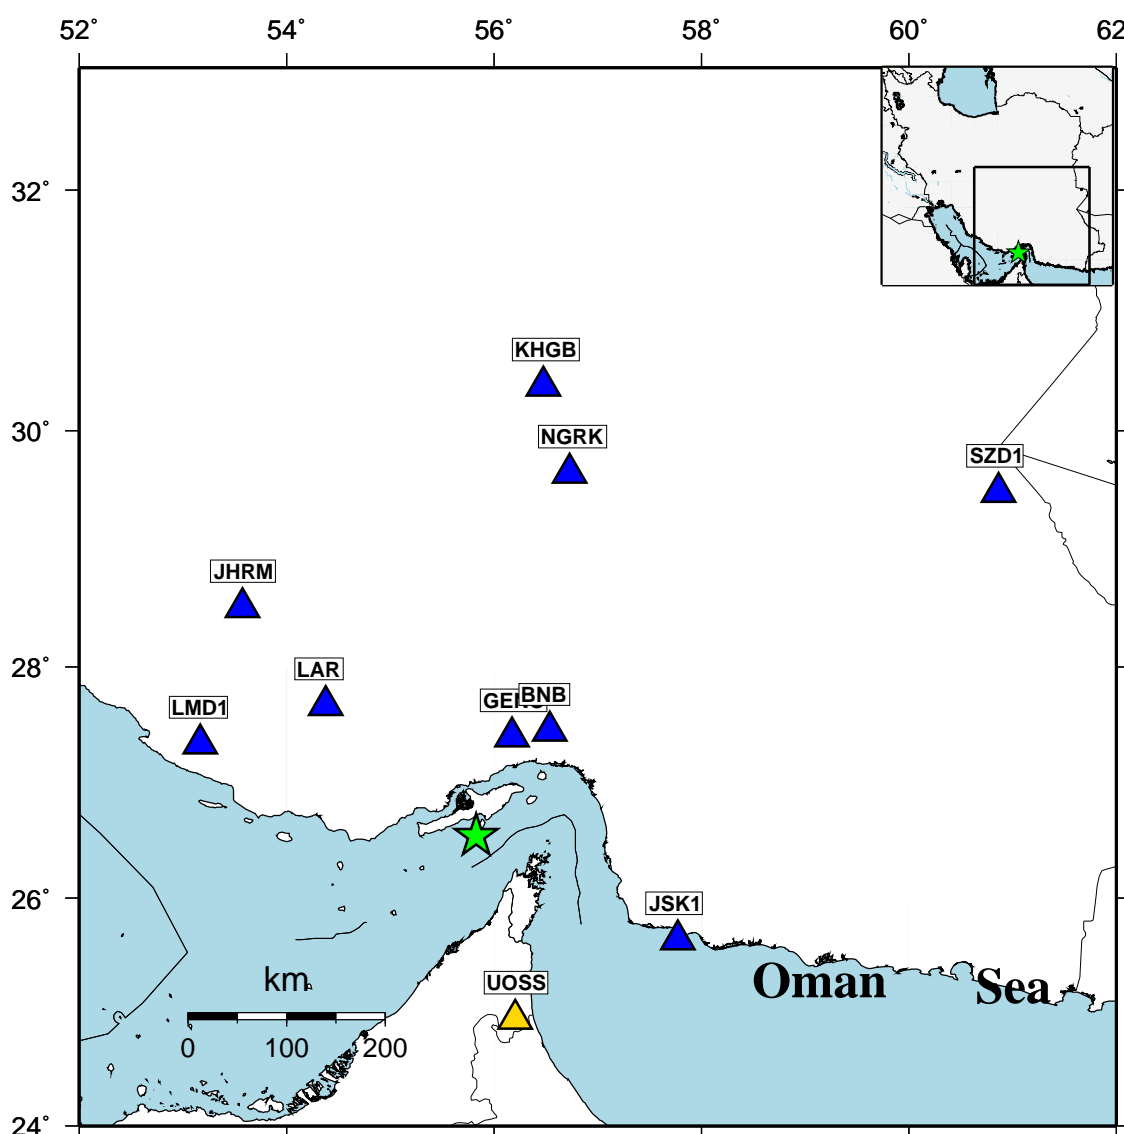 52° 54° 56° 58° 60° 62
32°
KHGB
30°
NGRK
SZD1
JHRM
28°
LAR
BNB
LMD1
26°
JSK1
Oman Sea
km
UOSS
0 100 200
24°